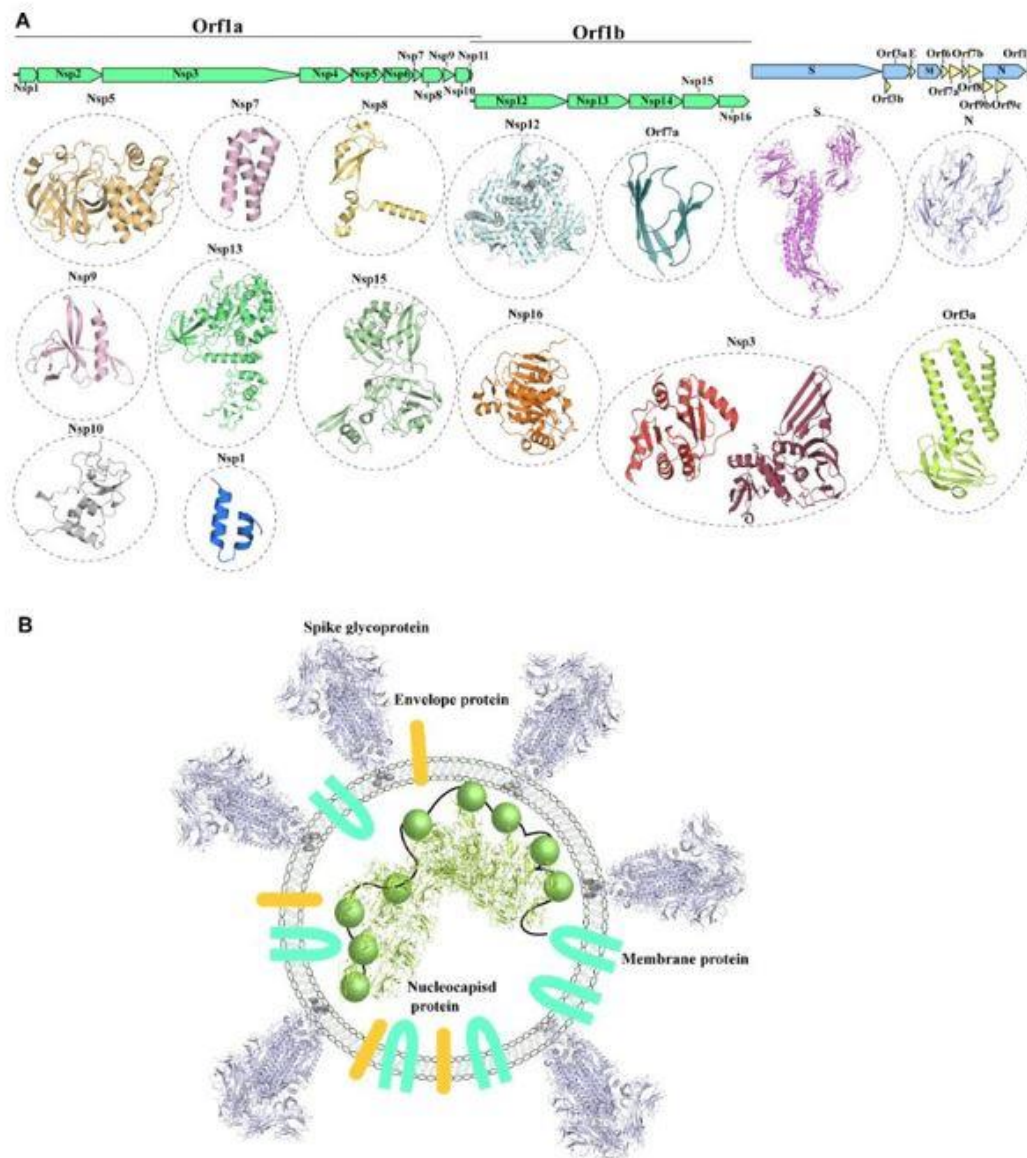 A
Orf1a
Orf1b
Nsp7 Nsp9 Nsp11
Nsp1 Nsp2 Nsp3 Nsp4 Nsp5 Nsp6 Nsp8 Nsp10
Nsp15
Nsp12 Nsp13 Nsp14 Nsp16
Orf3a E Orf6 Orf7b Orf1
S M N
Orf3b Orf7a Orf8 Orf9b Orf9c
Nsp5 Nsp7 Nsp8 Nsp12 Orf7a S N
Nsp9 Nsp13 Nsp15 Nsp16 Nsp3 Orf3a
Nsp10 Nsp1
B
Spike glycoprotein
Envelope protein
Membrane protein
Nucleocapisd
protein